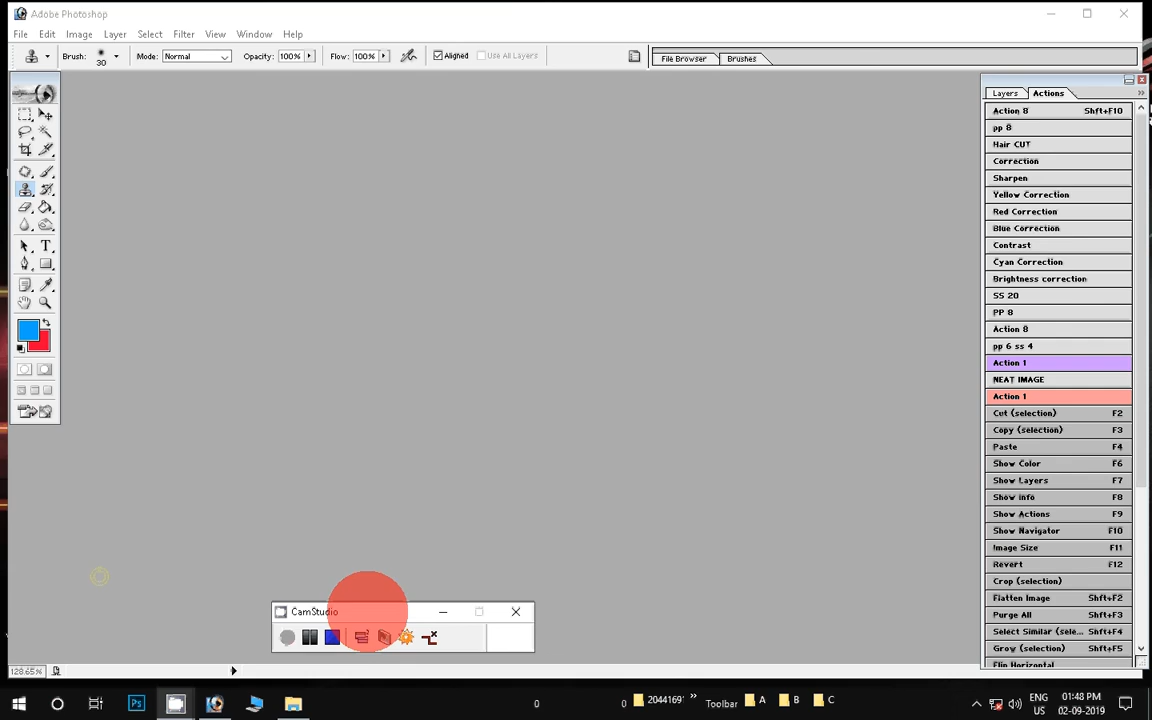 Adobe Photoshop
File Edit Image Layer Select Filter View Window Help
Brush: 30 Mode: Normal Opacity: 100% Flow: 100% Aligned Use All Layers File Browser Brushes
Layers Actions
Action 8 Shft+F10
pp 8
Hair CUT
Correction
Sharpen
Yellow Correction
Red Correction
Blue Correction
Contrast
Cyan Correction
Brightness correction
SS 20
PP 8
Action 8
pp 6 ss 4
Action 1
NEAT IMAGE
Action 1
Cut (selection) F2
Copy (selection) F3
Paste F4
Show Color F6
Show Layers F7
Show info F8
Show Actions F9
Show Navigator F10
Image Size F11
Revert F12
Crop (selection)
Flatten Image Shft+F2
Purge All Shft+F3
Select Similar (sele... Shft+F4
Grow (selection) Shft+F5
Flip Horizontal
CamStudio
128.65%
Ps 0 0 2044169 Toolbar A B C ENG US 01:48 PM 02-09-2019